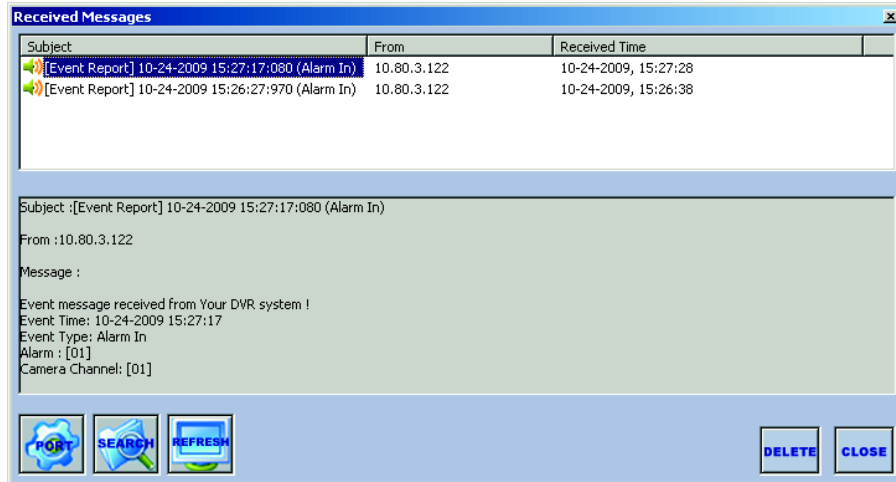 Received Messages
Subject From Received Time
[Event Report] 10-24-2009 15:27:17:080 (Alarm In) 10.80.3.122 10-24-2009, 15:27:28
[Event Report] 10-24-2009 15:26:27:970 (Alarm In) 10.80.3.122 10-24-2009, 15:26:38
Subject :[Event Report] 10-24-2009 15:27:17:080 (Alarm In)
From :10.80.3.122
Message :
Event message received from Your DVR system !
Event Time: 10-24-2009 15:27:17
Event Type: Alarm In
Alarm : [01]
Camera Channel: [01]
PORT SEARCH REFRESH DELETE CLOSE